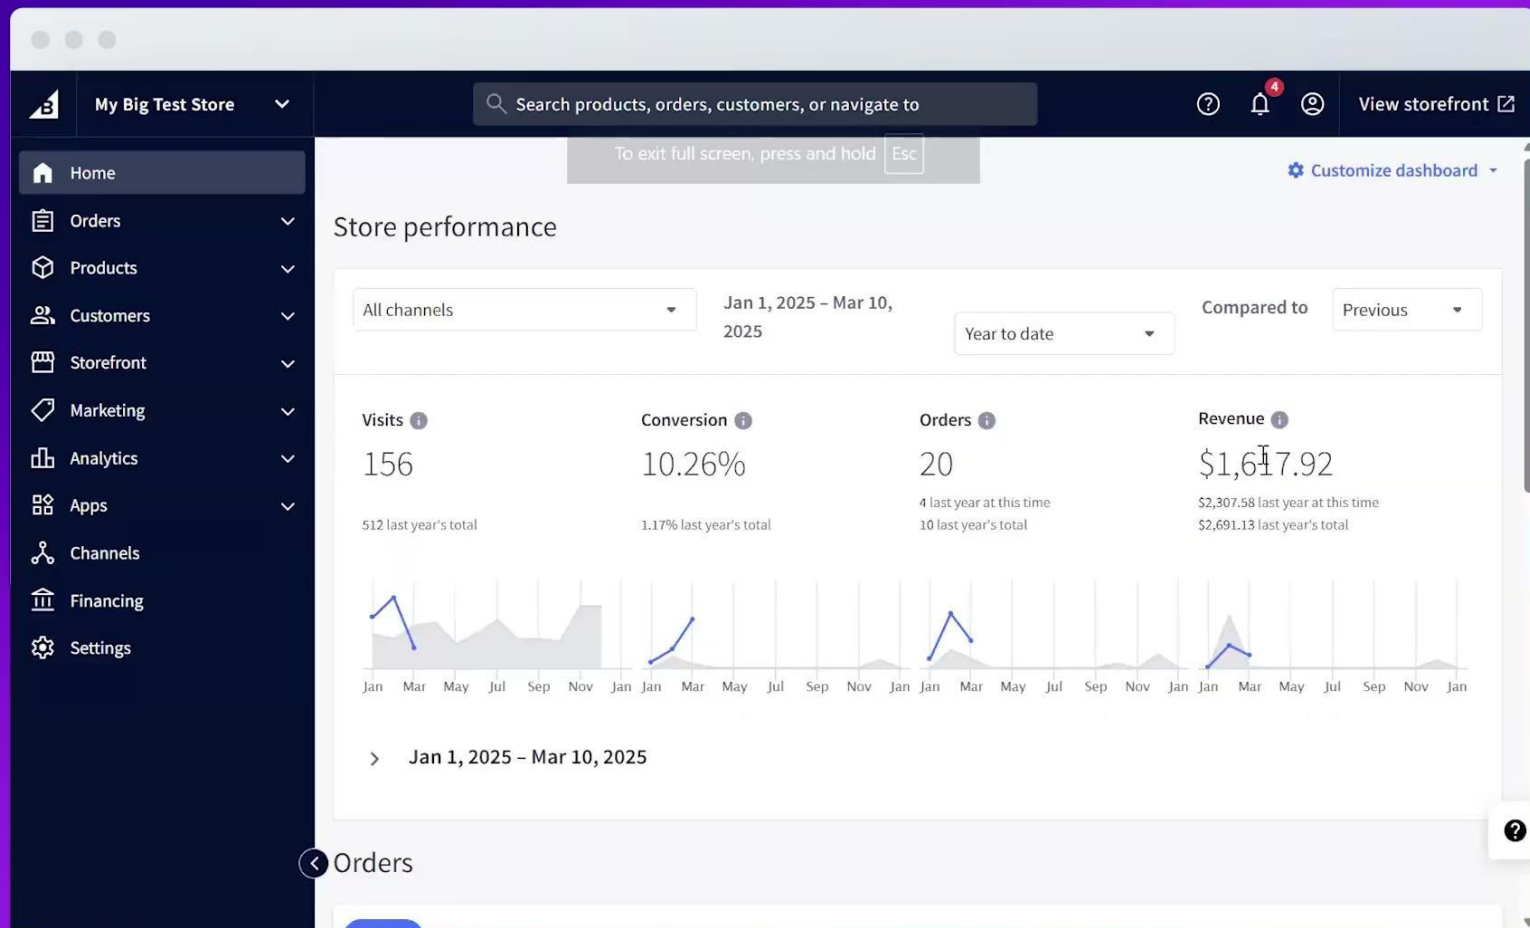 My Big Test Store
Search products, orders, customers, or navigate to
4
View storefront
To exit full screen, press and hold Esc
Home
Orders
Products
Customers
Storefront
Marketing
Analytics
Apps
Channels
Financing
Settings
Customize dashboard
Store performance
All channels
Jan 1, 2025 – Mar 10,
2025
Year to date
Compared to
Previous
Visits
156
512 last year's total
Conversion
10.26%
1.17% last year's total
Orders
20
4 last year at this time
10 last year's total
Revenue
$1,617.92
$2,307.58 last year at this time
$2,691.13 last year's total
Jan Mar May Jul Sep Nov Jan
Jan Mar May Jul Sep Nov Jan
Jan Mar May Jul Sep Nov Jan
Jan Mar May Jul Sep Nov Jan
Jan 1, 2025 – Mar 10, 2025
Orders